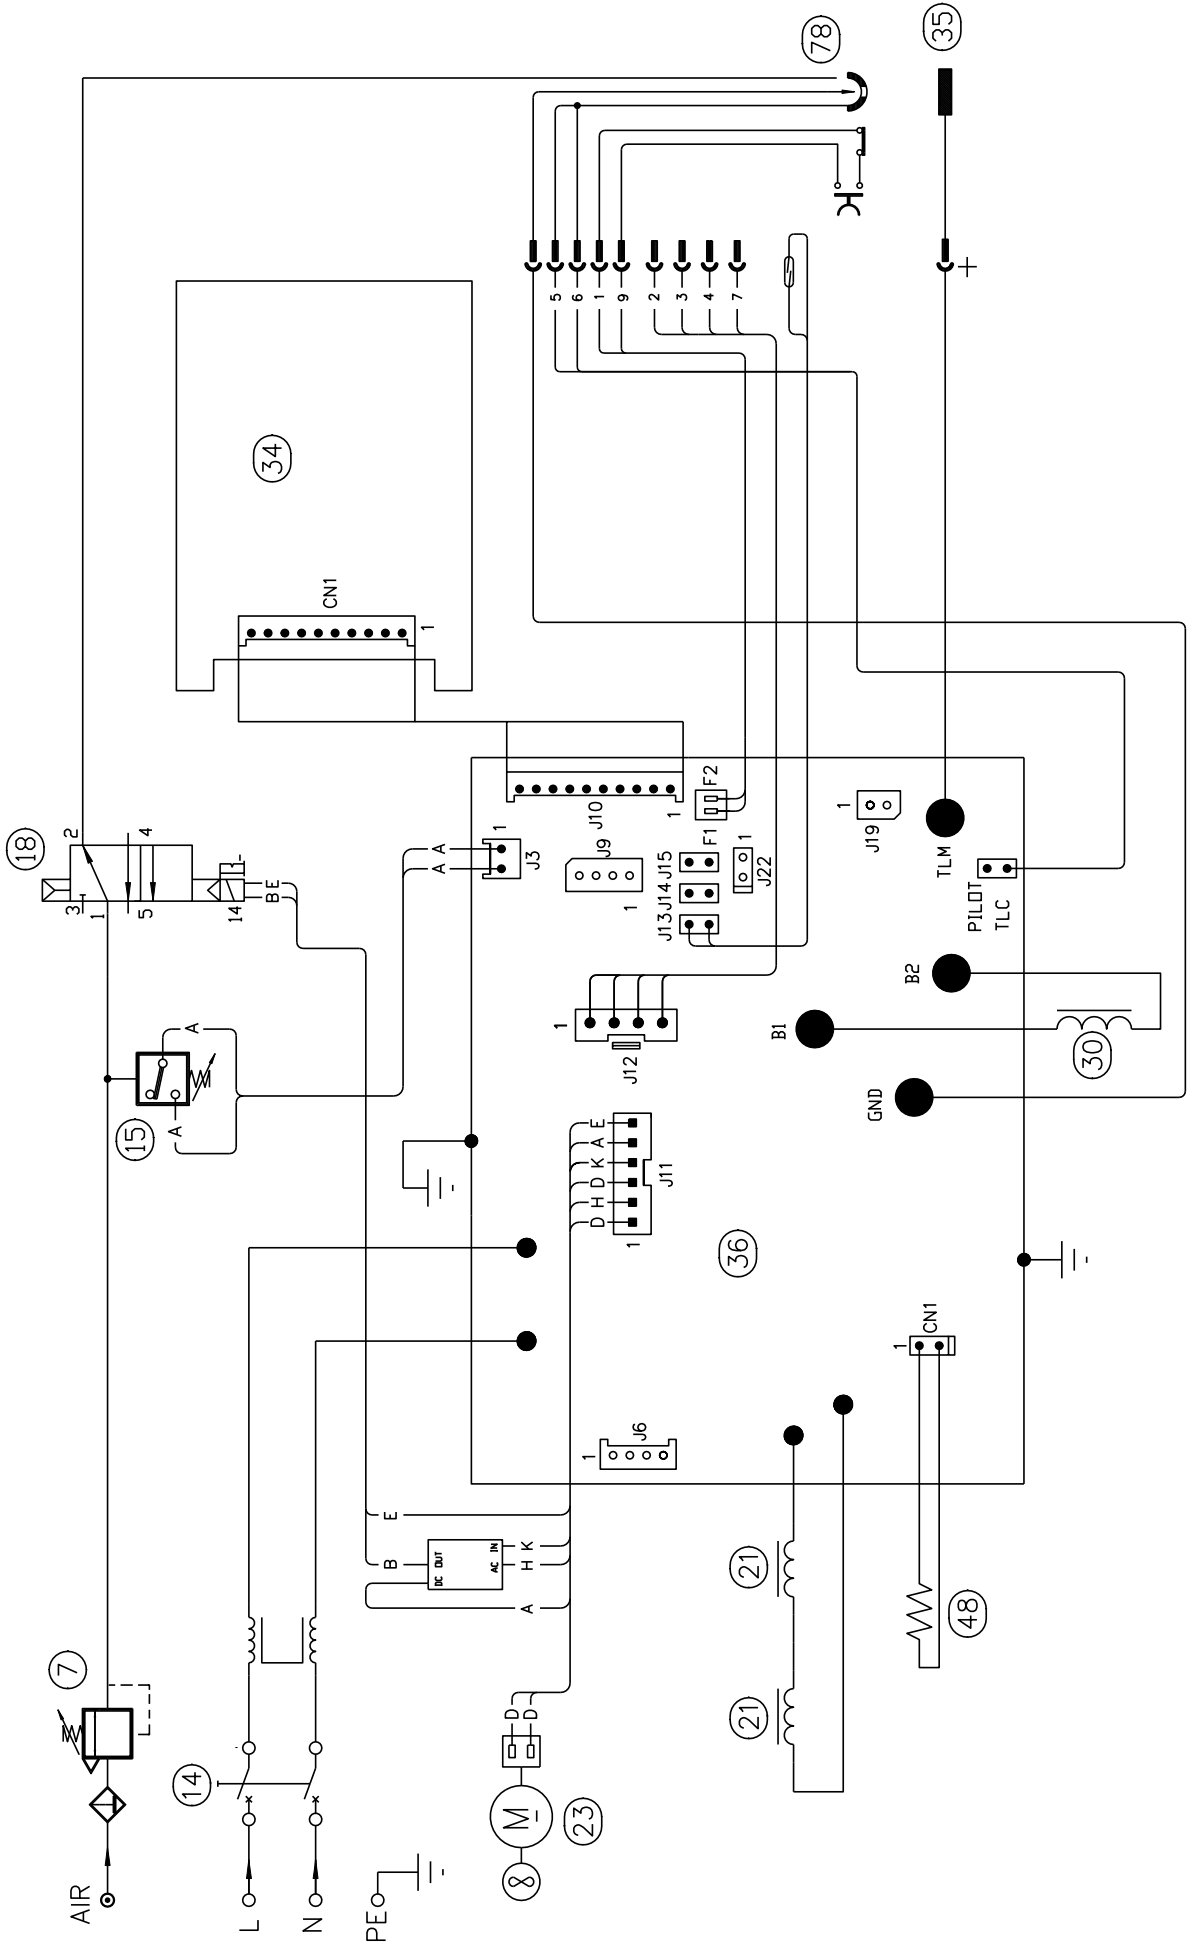 AIR
L
N
PE
7
14
M
8
23
D
D
15
A
A
18
3
1
2
5
4
14
B
E
34
CN1
1
78
35
5
6
1
9
2
3
4
7
+
B
E
A
DC OUT
AC IN
H
K
A
A
J3
1
J9
1
J10
1
F1
F2
J13
J14
J15
J22
1
J12
1
J11
1
D
H
D
K
A
E
J6
1
36
J19
1
TLM
PILOT
TLC
B1
B2
GND
30
CN1
1
21
21
48